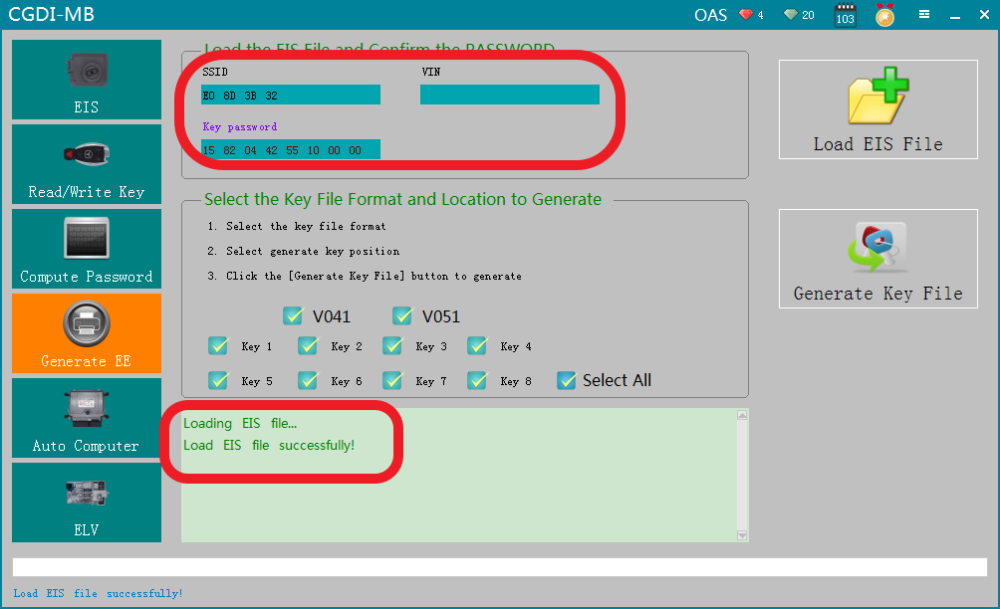 CGDI-MB
OAS 4 20 103
EIS
Read/Write Key
Compute Password
Generate EE
Auto Computer
ELV
Load the EIS File and Confirm the PASSWORD
SSID VIN
E0 8D 3B 32
Key password
15 82 04 42 55 10 00 00
Select the Key File Format and Location to Generate
1. Select the key file format
2. Select generate key position
3. Click the [Generate Key File] button to generate
V041 V051
Key 1 Key 2 Key 3 Key 4
Key 5 Key 6 Key 7 Key 8 Select All
Loading EIS file...
Load EIS file successfully!
Load EIS File
Generate Key File
Load EIS file successfully!